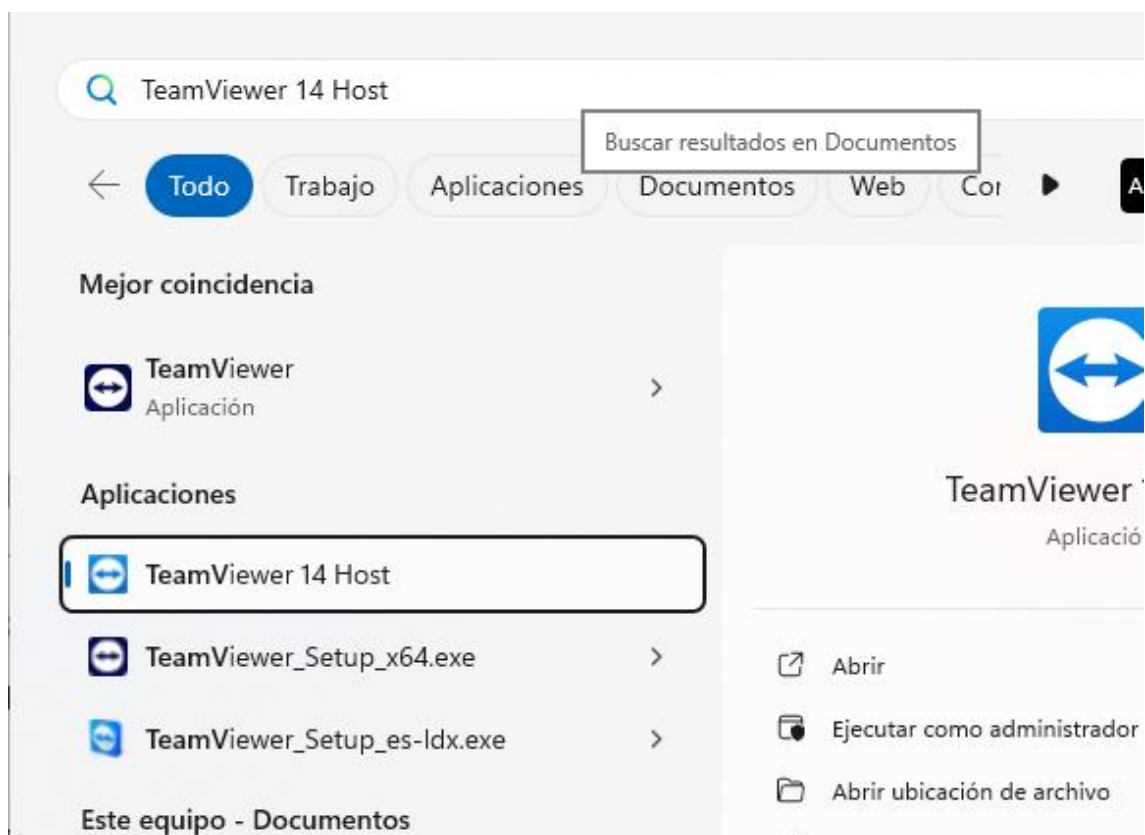 TeamViewer 14 Host
Buscar resultados en Documentos
Todo Trabajo Aplicaciones Documentos Web
Mejor coincidencia
TeamViewer
Aplicación
Aplicaciones
TeamViewer 14 Host
TeamViewer_Setup_x64.exe
TeamViewer_Setup_es-ldx.exe
Este equipo - Documentos
TeamViewer
Abrir
Ejecutar como administrador
Abrir ubicación de archivo